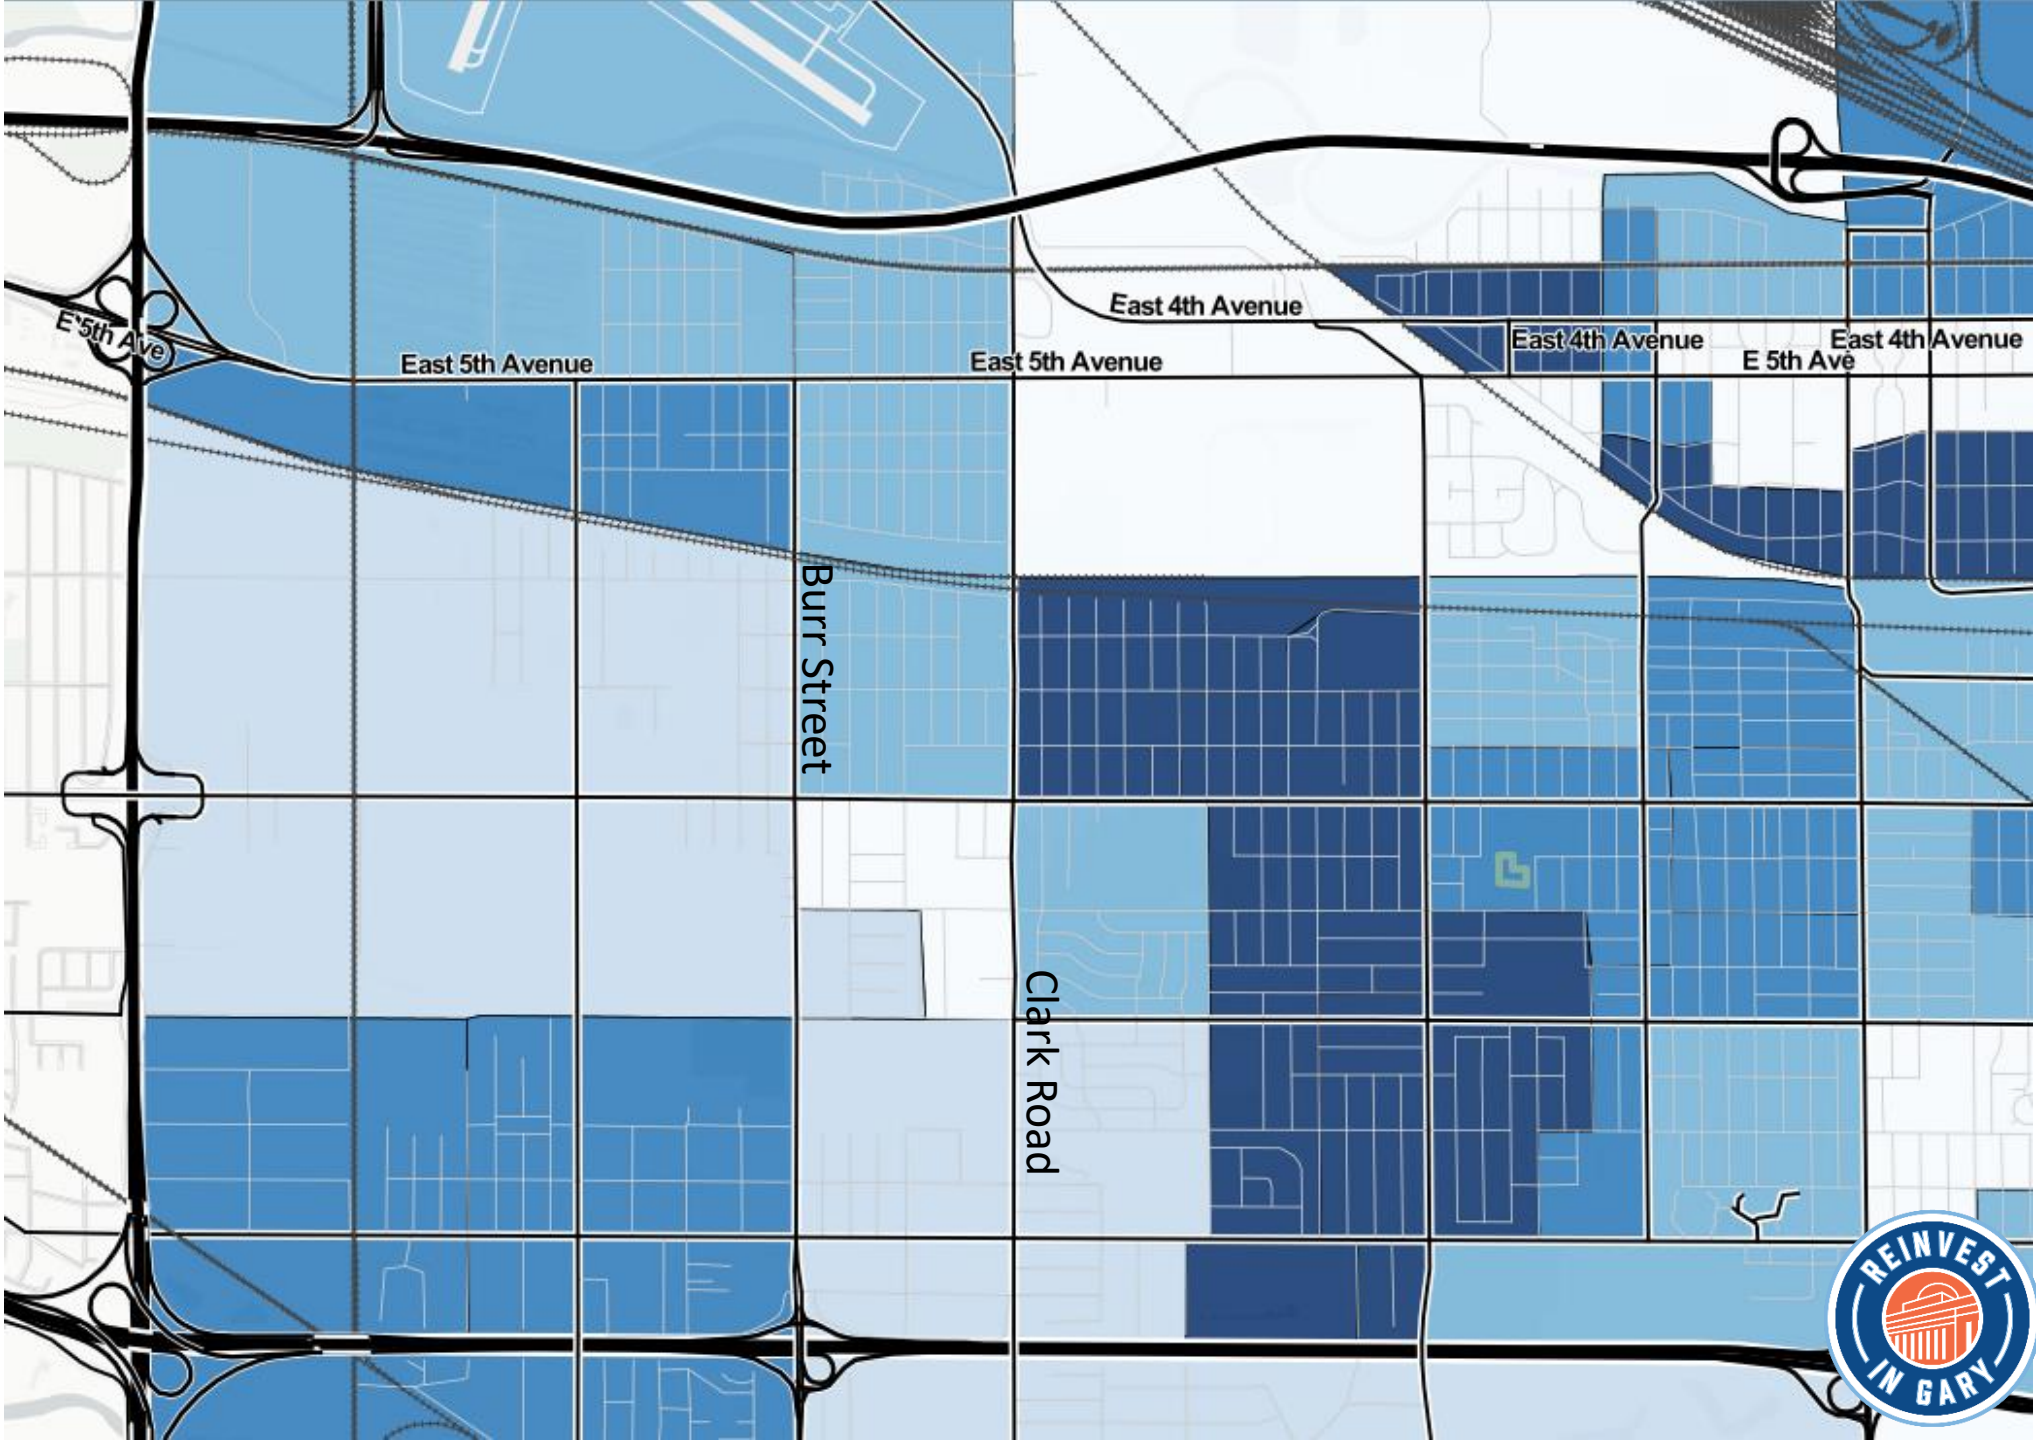 East 4th Avenue
E 5th Ave
East 4th Avenue
East 4th Avenue
East 5th Avenue
East 5th Avenue
E 5th Ave
Burr Street
Clark Road
REINVEST
IN GARY